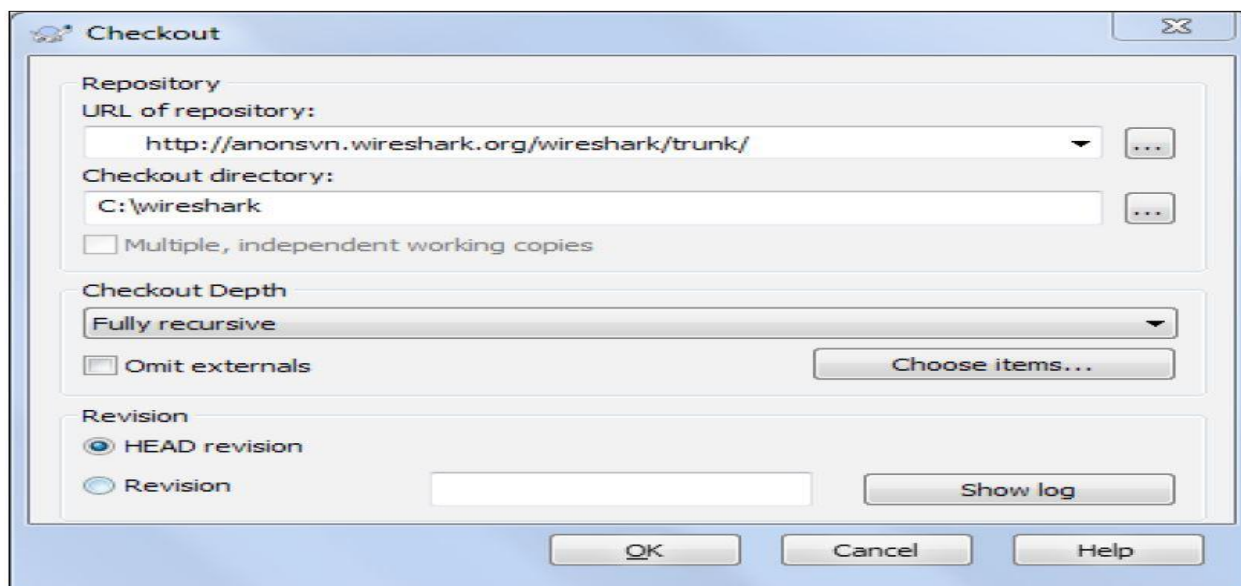 Checkout
Repository
URL of repository:
http://anonsvn.wireshark.org/wireshark/trunk/
...
Checkout directory:
C:\wireshark
...
Multiple, independent working copies
Checkout Depth
Fully recursive
Omit externals
Choose items...
Revision
HEAD revision
Revision
Show log
OK Cancel Help